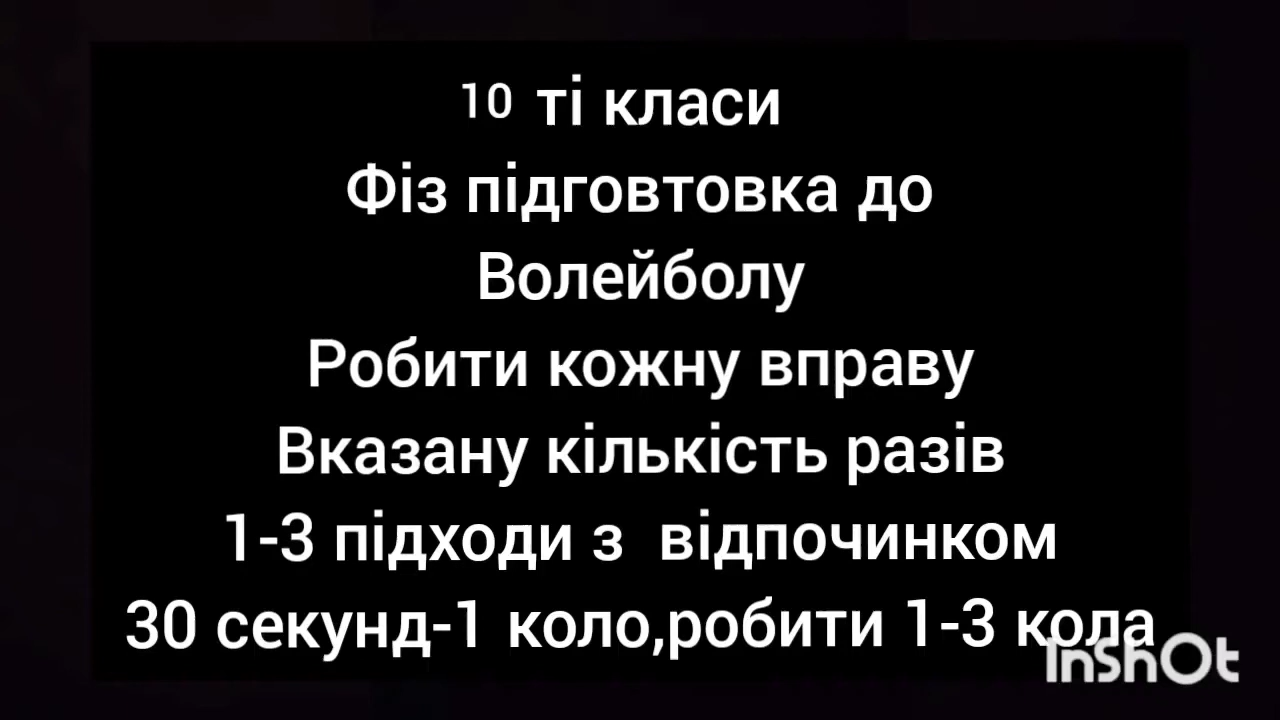 10 ті класи
Фіз підговтовка до
Волейболу
Робити кожну вправу
Вказану кількість разів
1-3 підходи з відпочинком
30 секунд-1 коло,робити 1-3 кола
InShOt